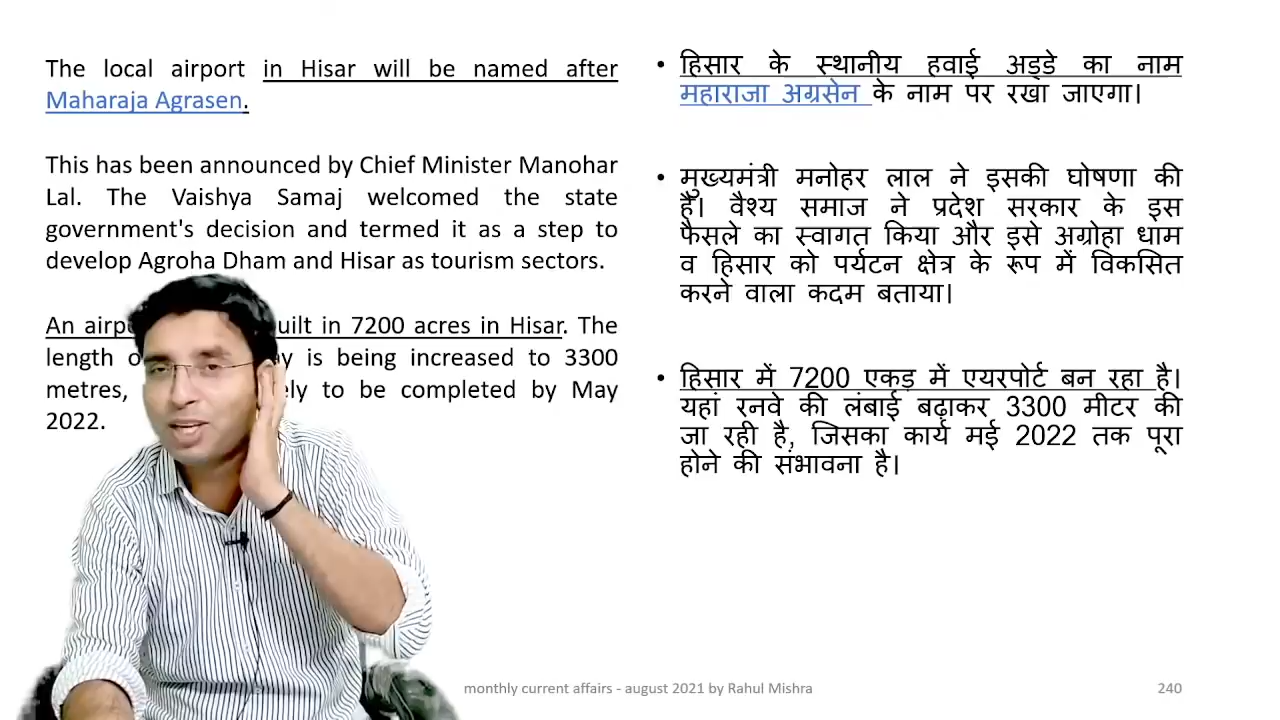 The local airport in Hisar will be named after
Maharaja Agrasen.
This has been announced by Chief Minister Manohar
Lal. The Vaishya Samaj welcomed the state
government's decision and termed it as a step to
develop Agroha Dham and Hisar as tourism sectors.
An uilt in 7200 acres in Hisar. The
length is being increased to 3300
metres, to be completed by May
2022.
• हिसार के स्थानीय हवाई अड्डे का नाम
महाराजा अग्रसेन के नाम पर रखा जाएगा।
• मुख्यमंत्री मनोहर लाल ने इसकी घोषणा की
है। वैश्य समाज ने प्रदेश सरकार के इस
फैसले का स्वागत किया और इसे अग्रोहा धाम
व हिसार को पर्यटन क्षेत्र के रूप में विकसित
करने वाला कदम बताया।
• हिसार में 7200 एकड़ में एयरपोर्ट बन रहा है।
यहां रनवे की लंबाई बढ़ाकर 3300 मीटर की
जा रही है, जिसका कार्य मई 2022 तक पूरा
होने की संभावना है।
monthly current affairs - august 2021 by Rahul Mishra
240